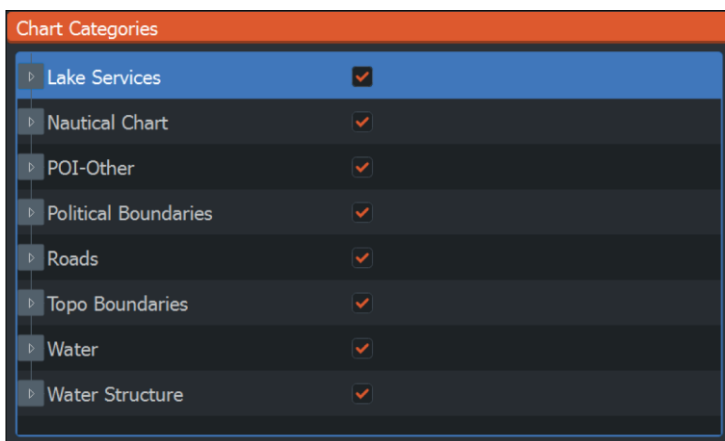 Chart Categories
Lake Services
Nautical Chart
POI-Other
Political Boundaries
Roads
Topo Boundaries
Water
Water Structure